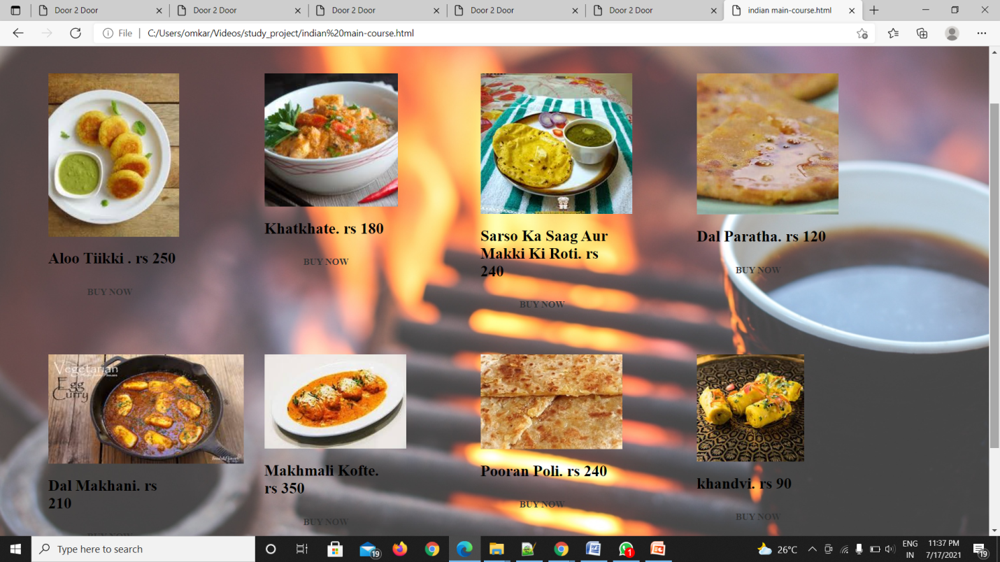 Door 2 Door
Door 2 Door
Door 2 Door
Door 2 Door
Door 2 Door
indian main-course.html
File
C:/Users/omkar/Videos/study_project/indian%20main-course.html
Aloo Tiikki . rs 250
BUY NOW
Khatkhate. rs 180
BUY NOW
Sarso Ka Saag Aur
Makki Ki Roti. rs
240
BUY NOW
Dal Paratha. rs 120
BUY NOW
Vegetarian
Egg
Curry
Dal Makhani. rs
210
BUY NOW
Makhmali Kofte.
rs 350
BUY NOW
Pooran Poli. rs 240
BUY NOW
khandvi. rs 90
BUY NOW
Type here to search
19
1
26°C
ENG
IN
11:37 PM
7/17/2021
19